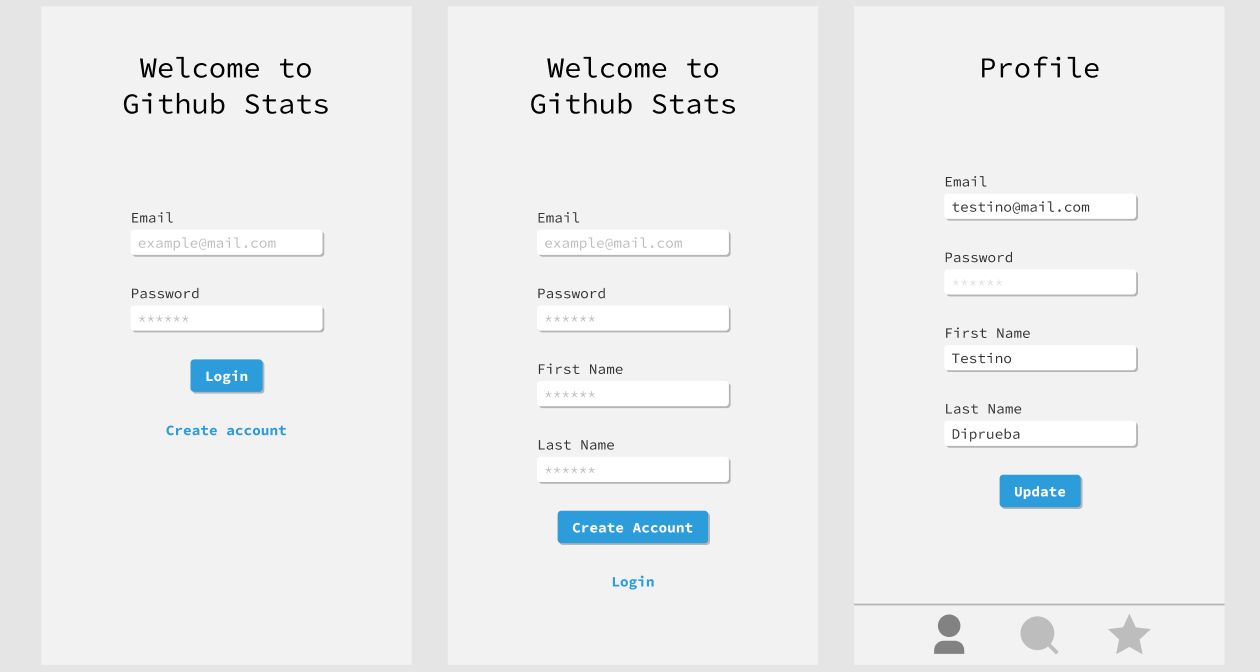 Welcome to
Github Stats
Email
example@mail.com
Password
******
Login
Create account
Welcome to
Github Stats
Email
example@mail.com
Password
******
First Name
******
Last Name
******
Create Account
Login
Profile
Email
testino@mail.com
Password
******
First Name
Testino
Last Name
Diprueba
Update